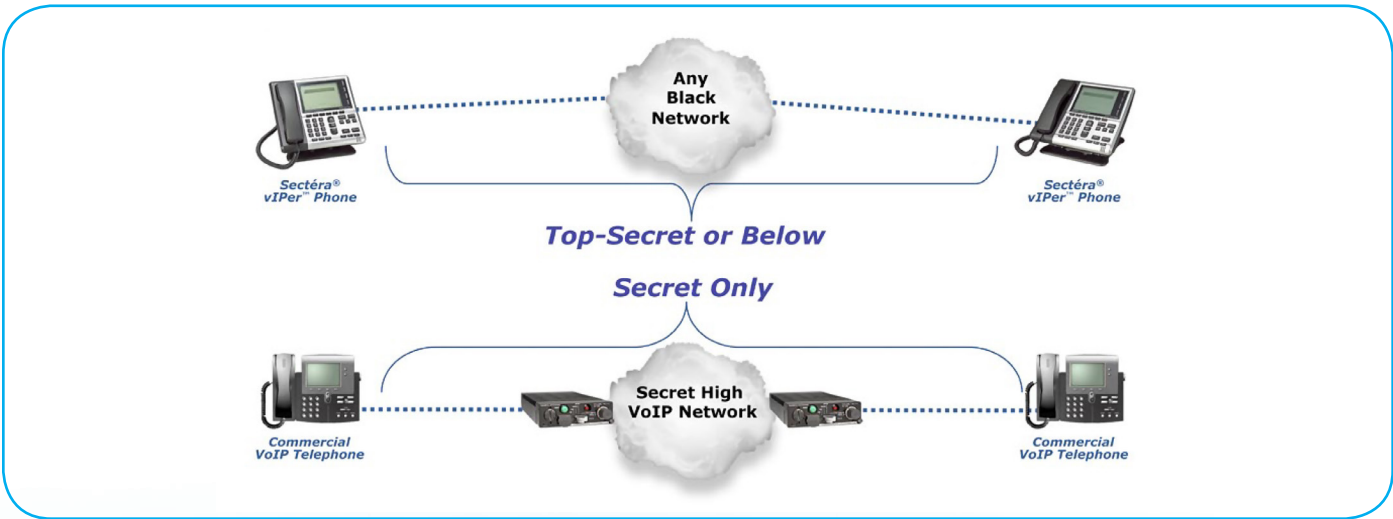 Any
Black
Network
Sectéra®
vIPer™ Phone
Sectéra®
vIPer™ Phone
Top-Secret or Below
Secret Only
Secret High
VoIP Network
Commercial
VoIP Telephone
Commercial
VoIP Telephone